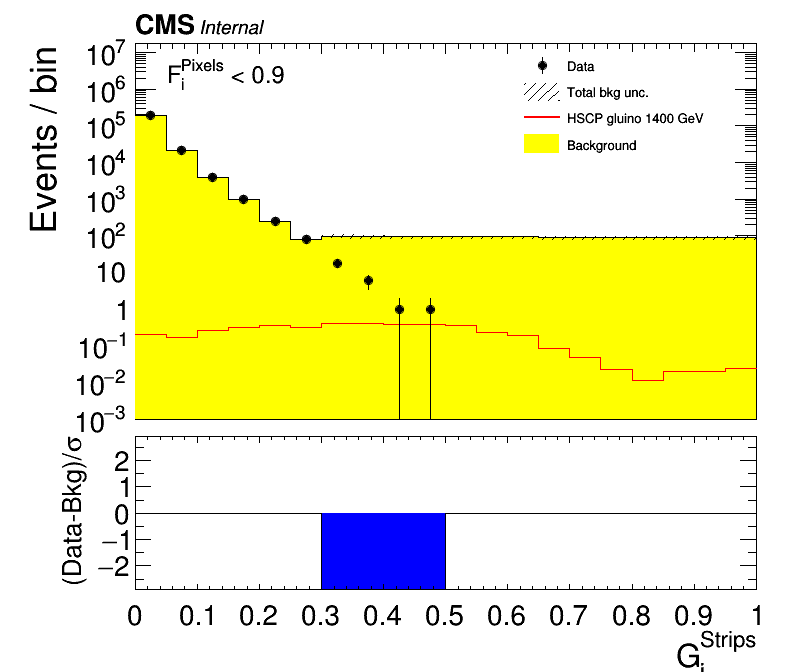 CMS Internal
F_i^Pixels < 0.9
Data
Total bkg unc.
HSCP gluino 1400 GeV
Background
Events / bin
10^7
10^6
10^5
10^4
10^3
10^2
10
1
10^−1
10^−2
10^−3
(Data-Bkg)/σ
2
1
0
−1
−2
0 0.1 0.2 0.3 0.4 0.5 0.6 0.7 0.8 0.9 1
G_i^Strips